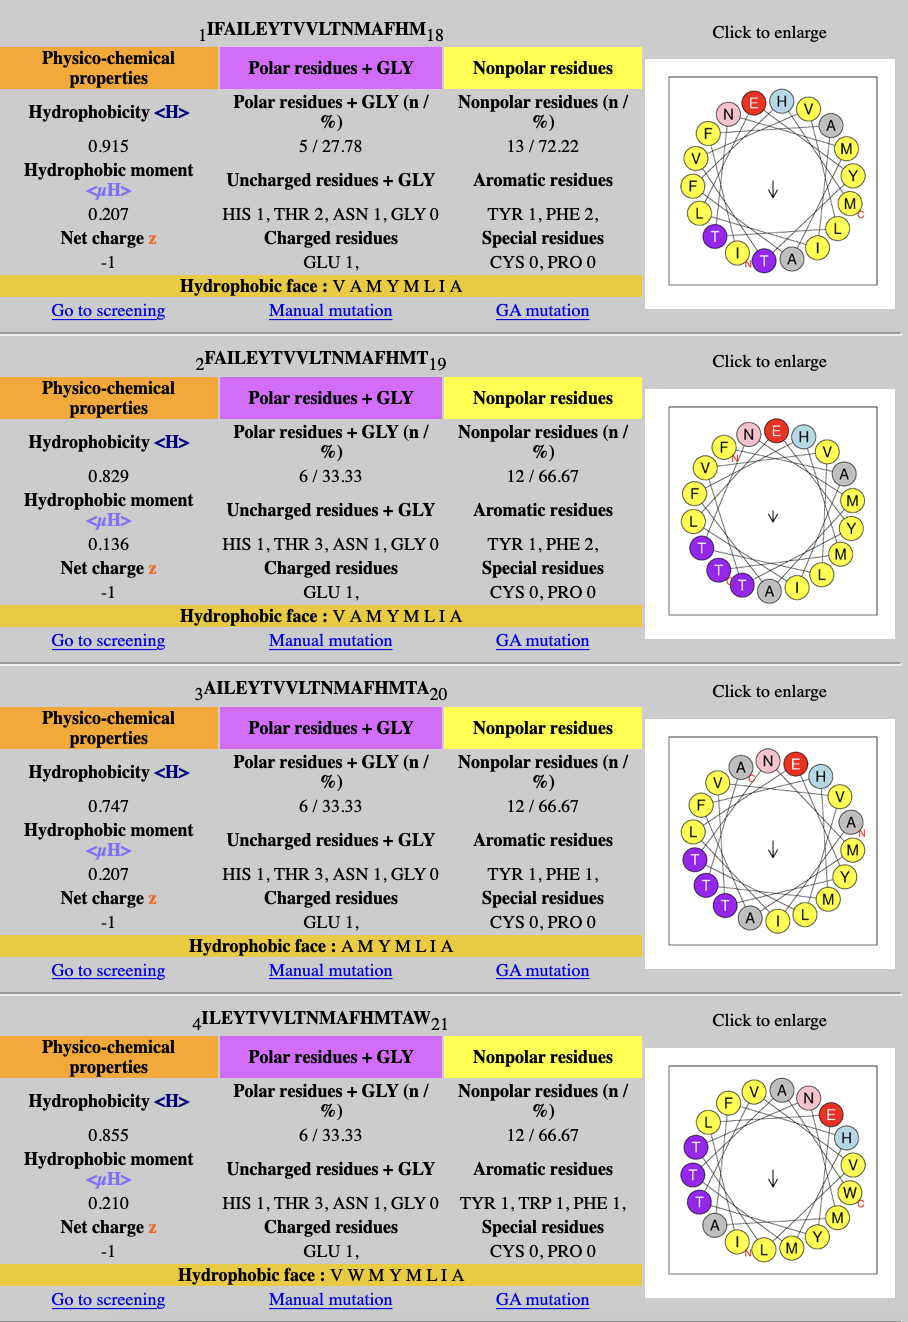 1IFAILEYTVVLTNMAFHM18
Click to enlarge
Physico-chemical properties
Polar residues + GLY
Nonpolar residues
Hydrophobicity <H>
Polar residues + GLY (n / %)
Nonpolar residues (n / %)
0.915
5 / 27.78
13 / 72.22
Hydrophobic moment <μH>
Uncharged residues + GLY
Aromatic residues
0.207
HIS 1, THR 2, ASN 1, GLY 0
TYR 1, PHE 2,
Net charge z
Charged residues
Special residues
-1
GLU 1,
CYS 0, PRO 0
Hydrophobic face : V A M Y M L I A
Go to screening
Manual mutation
GA mutation
E H V A M Y M C L I A T N I T L F V F N
2FAILEYTVVLTNMAFHMT19
Click to enlarge
Physico-chemical properties
Polar residues + GLY
Nonpolar residues
Hydrophobicity <H>
Polar residues + GLY (n / %)
Nonpolar residues (n / %)
0.829
6 / 33.33
12 / 66.67
Hydrophobic moment <μH>
Uncharged residues + GLY
Aromatic residues
0.136
HIS 1, THR 3, ASN 1, GLY 0
TYR 1, PHE 2,
Net charge z
Charged residues
Special residues
-1
GLU 1,
CYS 0, PRO 0
Hydrophobic face : V A M Y M L I A
Go to screening
Manual mutation
GA mutation
E H V A M Y M L I A T T T L F V F N N
3AILEYTVVLTNMAFHMTA20
Click to enlarge
Physico-chemical properties
Polar residues + GLY
Nonpolar residues
Hydrophobicity <H>
Polar residues + GLY (n / %)
Nonpolar residues (n / %)
0.747
6 / 33.33
12 / 66.67
Hydrophobic moment <μH>
Uncharged residues + GLY
Aromatic residues
0.207
HIS 1, THR 3, ASN 1, GLY 0
TYR 1, PHE 1,
Net charge z
Charged residues
Special residues
-1
GLU 1,
CYS 0, PRO 0
Hydrophobic face : A M Y M L I A
Go to screening
Manual mutation
GA mutation
N E H V A N M Y M L I A T T T L F V A C
4ILEYTVVLTNMAFHMTAW21
Click to enlarge
Physico-chemical properties
Polar residues + GLY
Nonpolar residues
Hydrophobicity <H>
Polar residues + GLY (n / %)
Nonpolar residues (n / %)
0.855
6 / 33.33
12 / 66.67
Hydrophobic moment <μH>
Uncharged residues + GLY
Aromatic residues
0.210
HIS 1, THR 3, ASN 1, GLY 0
TYR 1, TRP 1, PHE 1,
Net charge z
Charged residues
Special residues
-1
GLU 1,
CYS 0, PRO 0
Hydrophobic face : V W M Y M L I A
Go to screening
Manual mutation
GA mutation
A N E H V W C M Y M L N I A T T T L F V